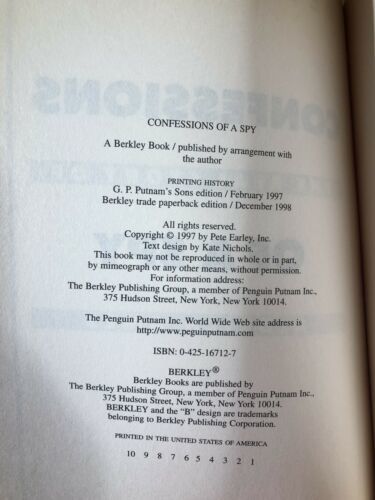 CONFESSIONS
CONFESSIONS OF A SPY
A Berkley Book / published by arrangement with
the author
PRINTING HISTORY
G. P. Putnam's Sons edition / February 1997
Berkley trade paperback edition / December 1998
All rights reserved.
Copyright © 1997 by Pete Earley, Inc.
Text design by Kate Nichols.
This book may not be reproduced in whole or in part,
by mimeograph or any other means, without permission.
For information address:
The Berkley Publishing Group, a member of Penguin Putnam Inc.,
375 Hudson Street, New York, New York 10014.
The Penguin Putnam Inc. World Wide Web site address is
http://www.peguinputnam.com
ISBN: 0-425-16712-7
BERKLEY®
Berkley Books are published by
The Berkley Publishing Group, a member of Penguin Putnam Inc.,
375 Hudson Street, New York, New York 10014.
BERKLEY and the "B" design are trademarks
belonging to Berkley Publishing Corporation.
PRINTED IN THE UNITED STATES OF AMERICA
10 9 8 7 6 5 4 3 2 1